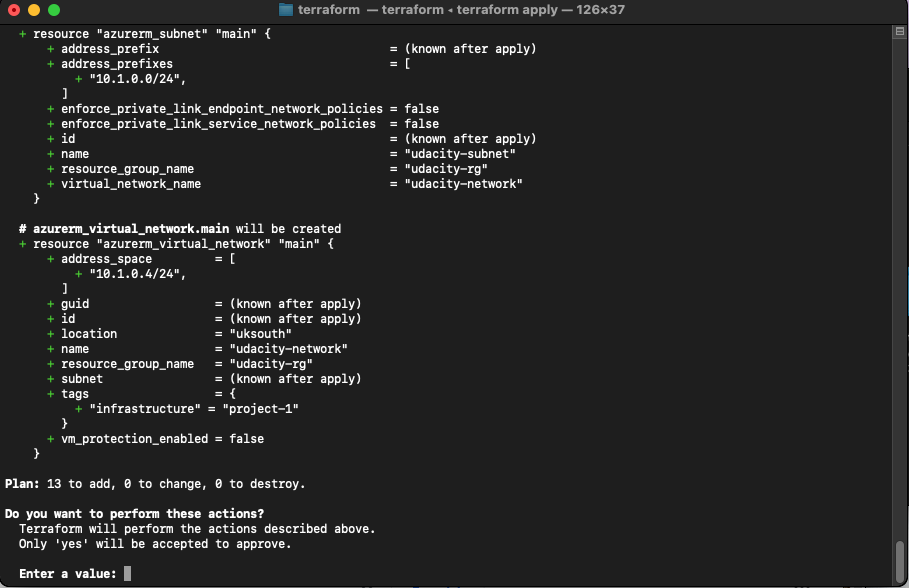 terraform — terraform ◂ terraform apply — 126×37
+ resource "azurerm_subnet" "main" {
+ address_prefix = (known after apply)
+ address_prefixes = [
+ "10.1.0.0/24",
]
+ enforce_private_link_endpoint_network_policies = false
+ enforce_private_link_service_network_policies = false
+ id = (known after apply)
+ name = "udacity-subnet"
+ resource_group_name = "udacity-rg"
+ virtual_network_name = "udacity-network"
}
# azurerm_virtual_network.main will be created
+ resource "azurerm_virtual_network" "main" {
+ address_space = [
+ "10.1.0.4/24",
]
+ guid = (known after apply)
+ id = (known after apply)
+ location = "uksouth"
+ name = "udacity-network"
+ resource_group_name = "udacity-rg"
+ subnet = (known after apply)
+ tags = {
+ "infrastructure" = "project-1"
}
+ vm_protection_enabled = false
}
Plan: 13 to add, 0 to change, 0 to destroy.
Do you want to perform these actions?
Terraform will perform the actions described above.
Only 'yes' will be accepted to approve.
Enter a value: